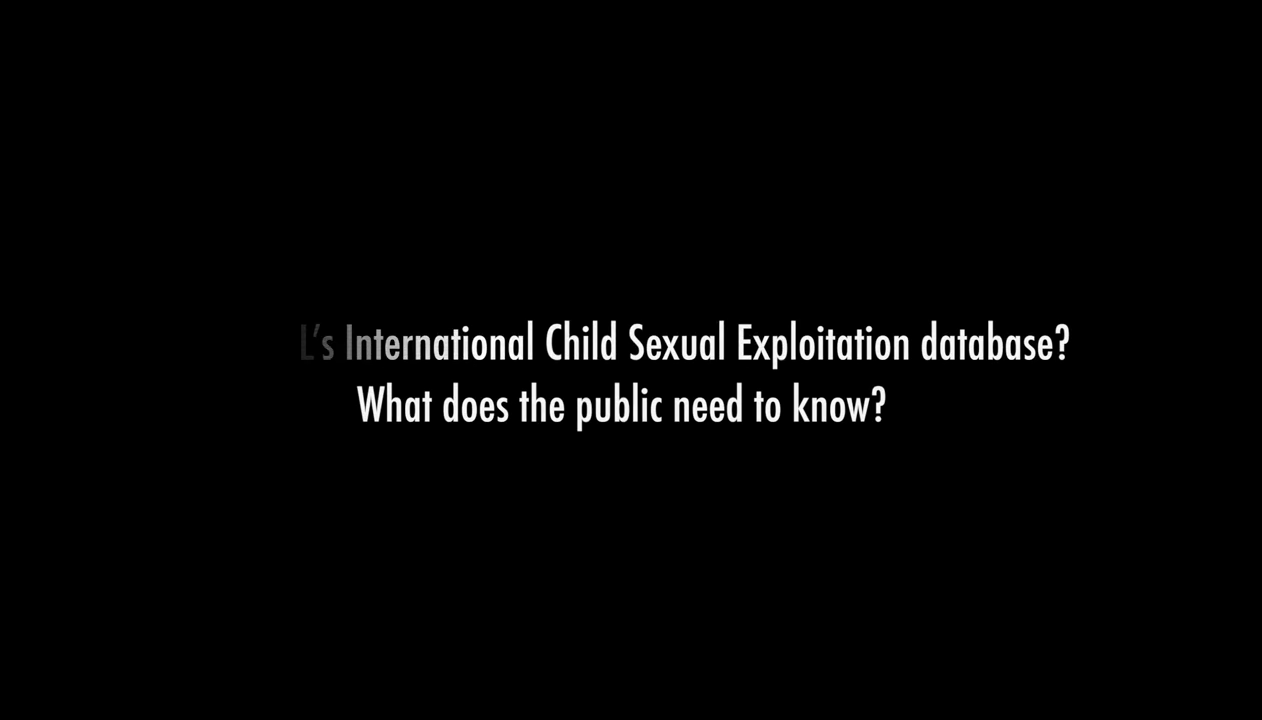 L’s International Child Sexual Exploitation database?
What does the public need to know?